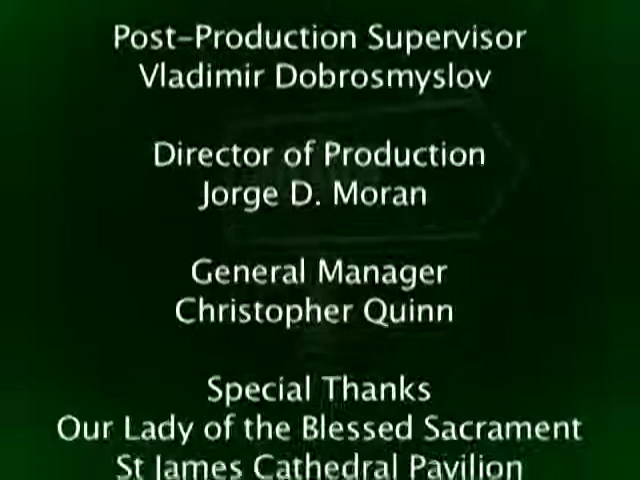 Post-Production Supervisor
Vladimir Dobrosmyslov
Director of Production
Jorge D. Moran
General Manager
Christopher Quinn
Special Thanks
Our Lady of the Blessed Sacrament
St James Cathedral Pavilion